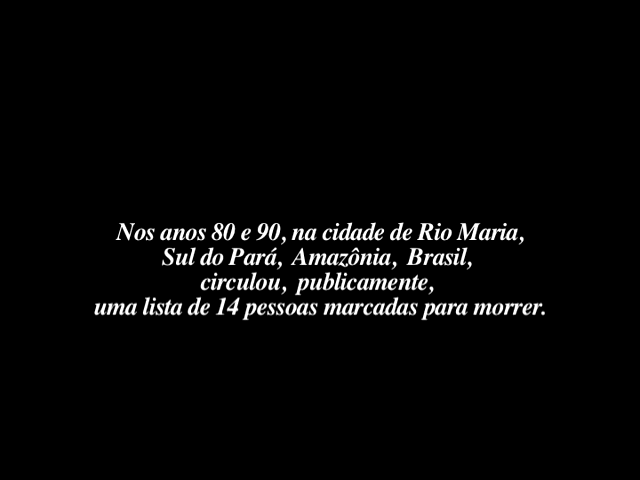 Nos anos 80 e 90, na cidade de Rio Maria,
Sul do Pará, Amazônia, Brasil,
circulou, publicamente,
uma lista de 14 pessoas marcadas para morrer.